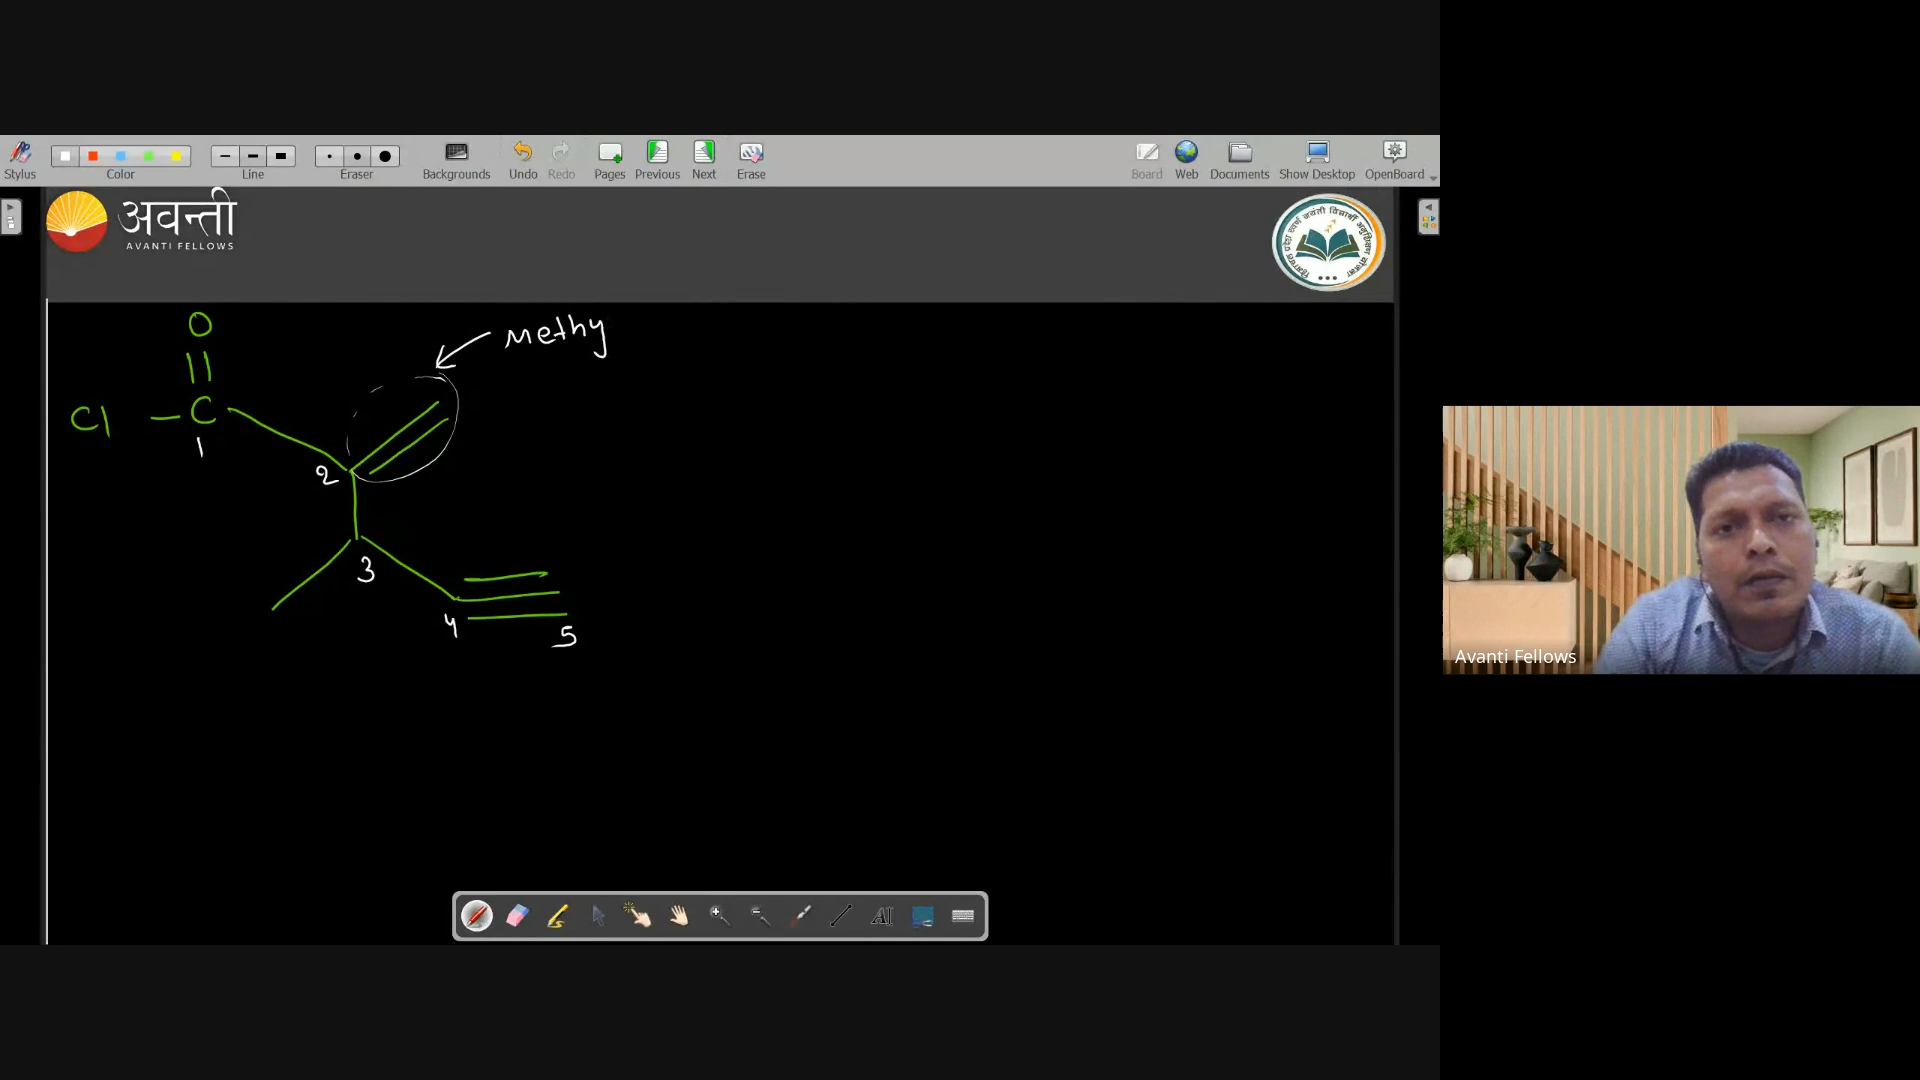 Stylus
Color
Line
Eraser
Backgrounds
Undo
Redo
Pages
Previous
Next
Erase
Board
Web
Documents
Show Desktop
OpenBoard
अवन्ती
AVANTI FELLOWS
O
Methy
Cl - C
1
2
3
4
5
Avanti Fellows